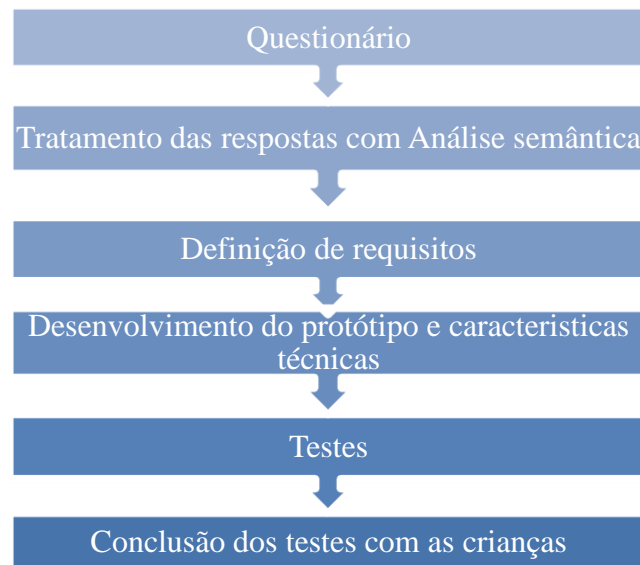 Questionário
Tratamento das respostas com Análise semântica
Definição de requisitos
Desenvolvimento do protótipo e caracteristicas
técnicas
Testes
Conclusão dos testes com as crianças